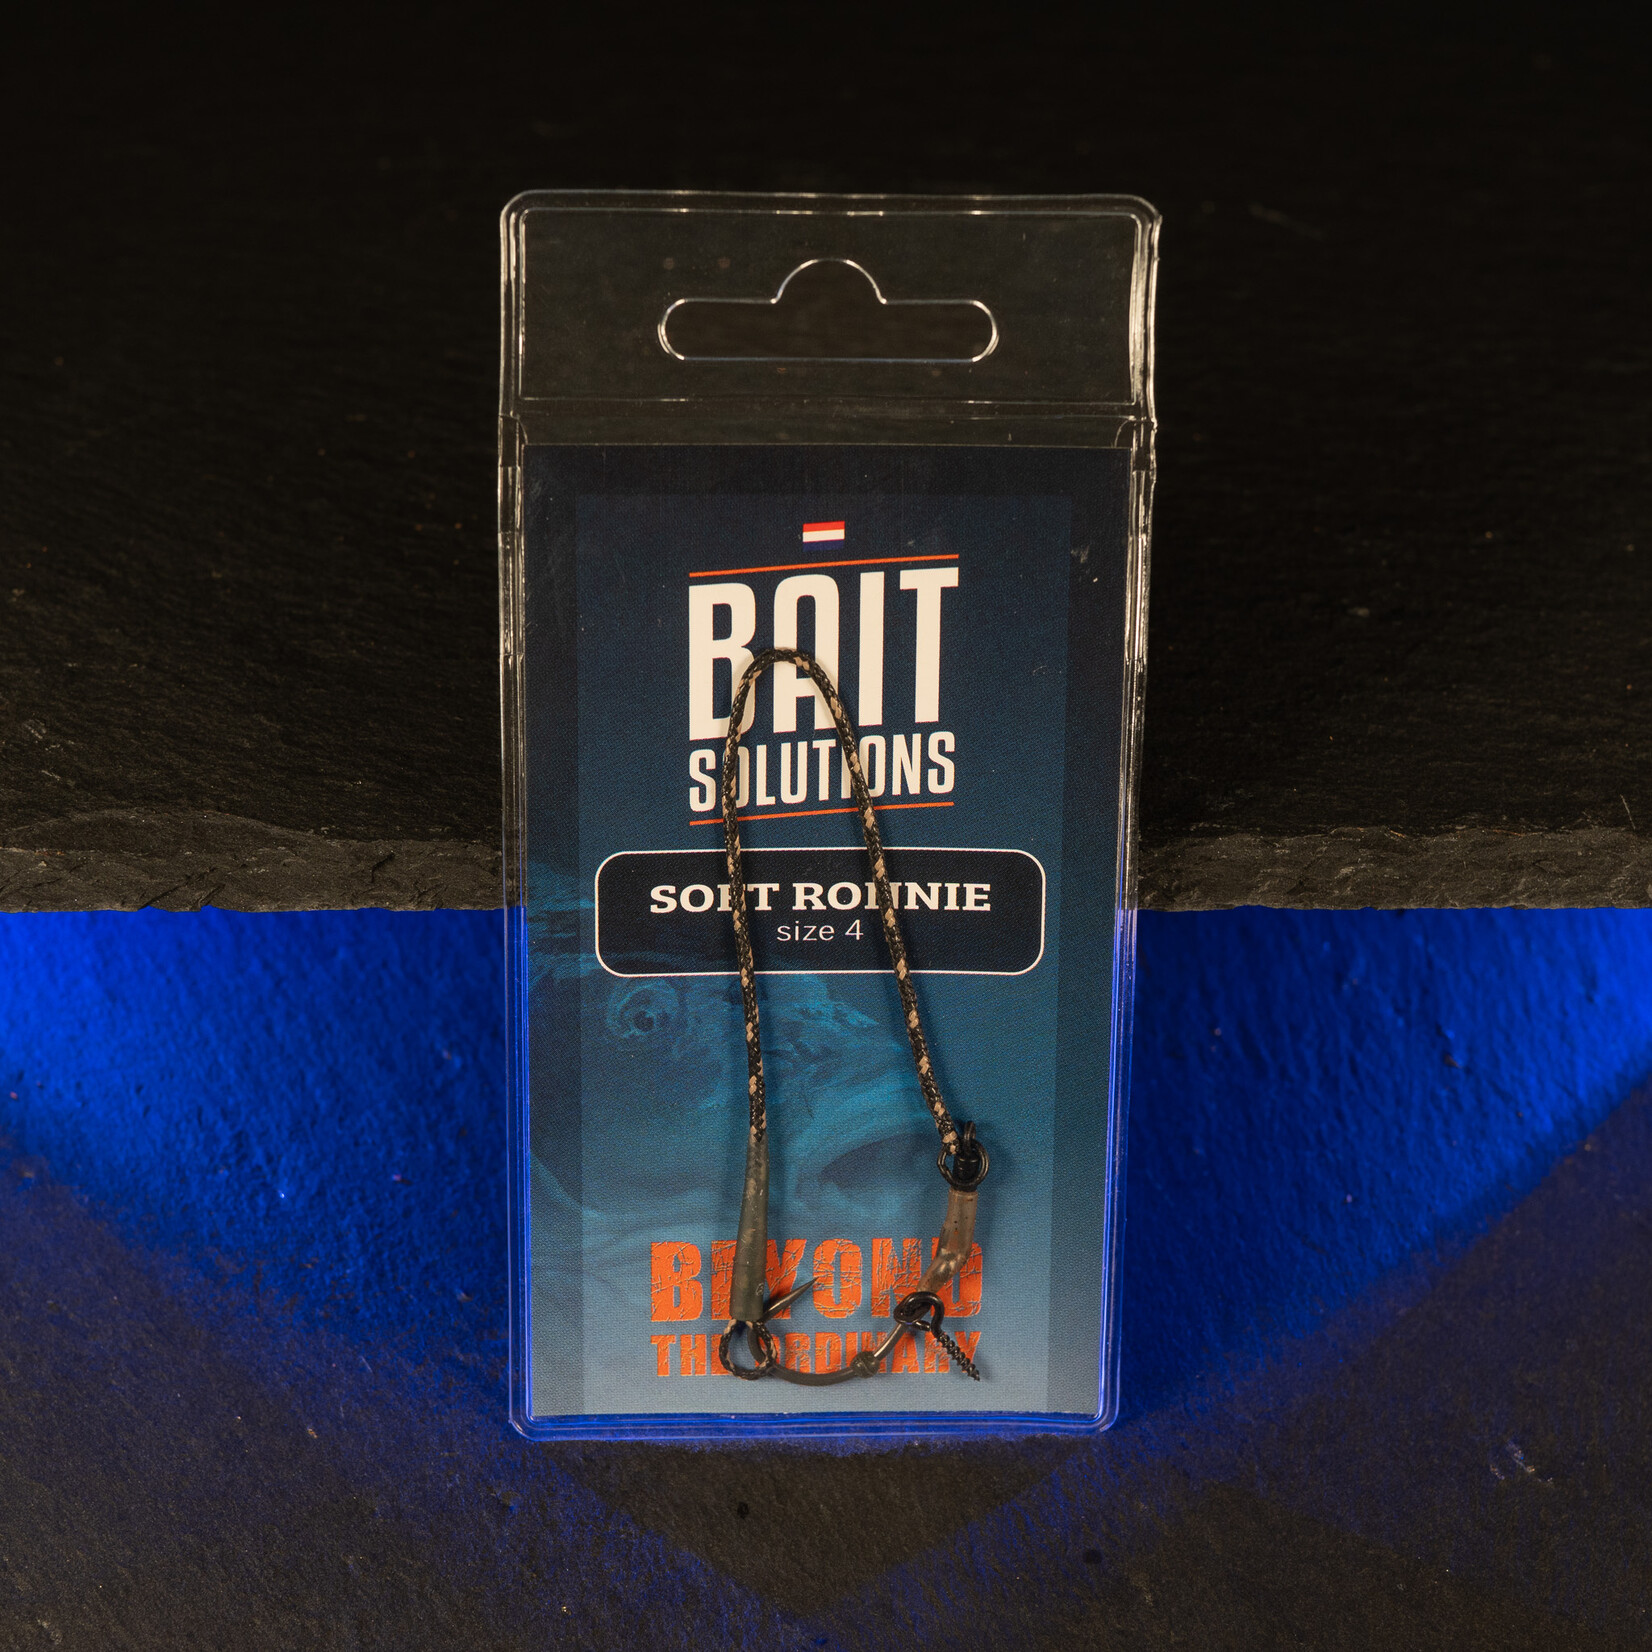 BAIT
SOLUTIONS
SOFT RONNIE
size 4
BEYOND
THE ORDINARY